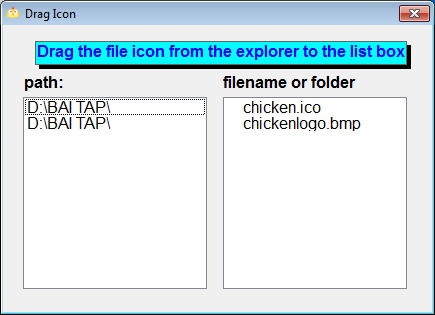 Drag Icon
Drag the file icon from the explorer to the list box
path:
filename or folder
D:\BAI TAP\
D:\BAI TAP\
chicken.ico
chickenlogo.bmp